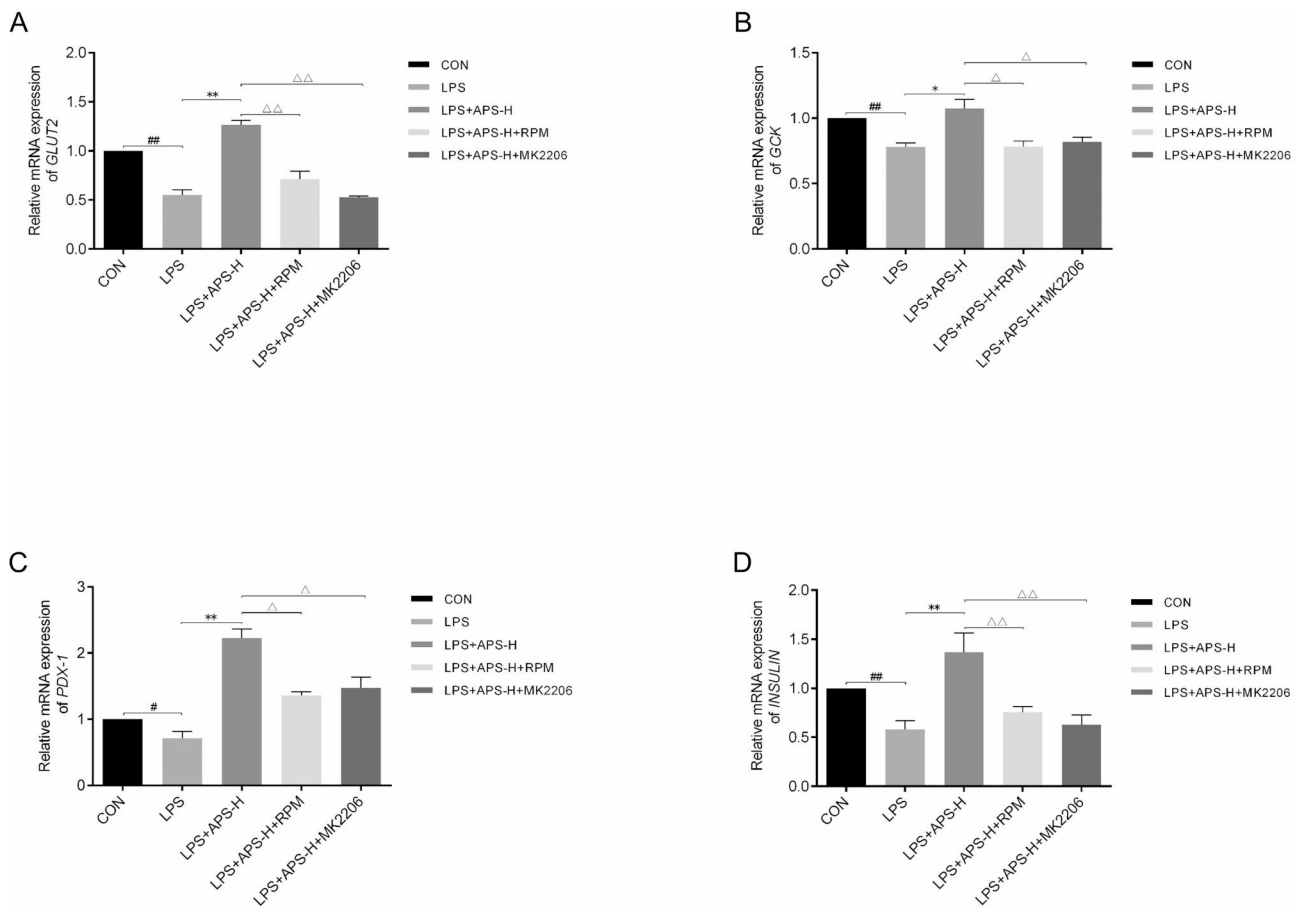 A
Relative mRNA expression
of GLUT2
2.0
1.5
1.0
0.5
0.0
##
**
△△
△△
CON
LPS
LPS+APS-H
LPS+APS-H+RPM
LPS+APS-H+MK2206
CON
LPS
LPS+APS-H
LPS+APS-H+RPM
LPS+APS-H+MK2206
B
Relative mRNA expression
of GCK
1.5
1.0
0.5
0.0
##
*
△
△
CON
LPS
LPS+APS-H
LPS+APS-H+RPM
LPS+APS-H+MK2206
CON
LPS
LPS+APS-H
LPS+APS-H+RPM
LPS+APS-H+MK2206
C
Relative mRNA expression
of PDX-1
3
2
1
0
#
**
△
△
CON
LPS
LPS+APS-H
LPS+APS-H+RPM
LPS+APS-H+MK2206
CON
LPS
LPS+APS-H
LPS+APS-H+RPM
LPS+APS-H+MK2206
D
Relative mRNA expression
of INSULIN
2.0
1.5
1.0
0.5
0.0
##
**
△△
△△
CON
LPS
LPS+APS-H
LPS+APS-H+RPM
LPS+APS-H+MK2206
CON
LPS
LPS+APS-H
LPS+APS-H+RPM
LPS+APS-H+MK2206